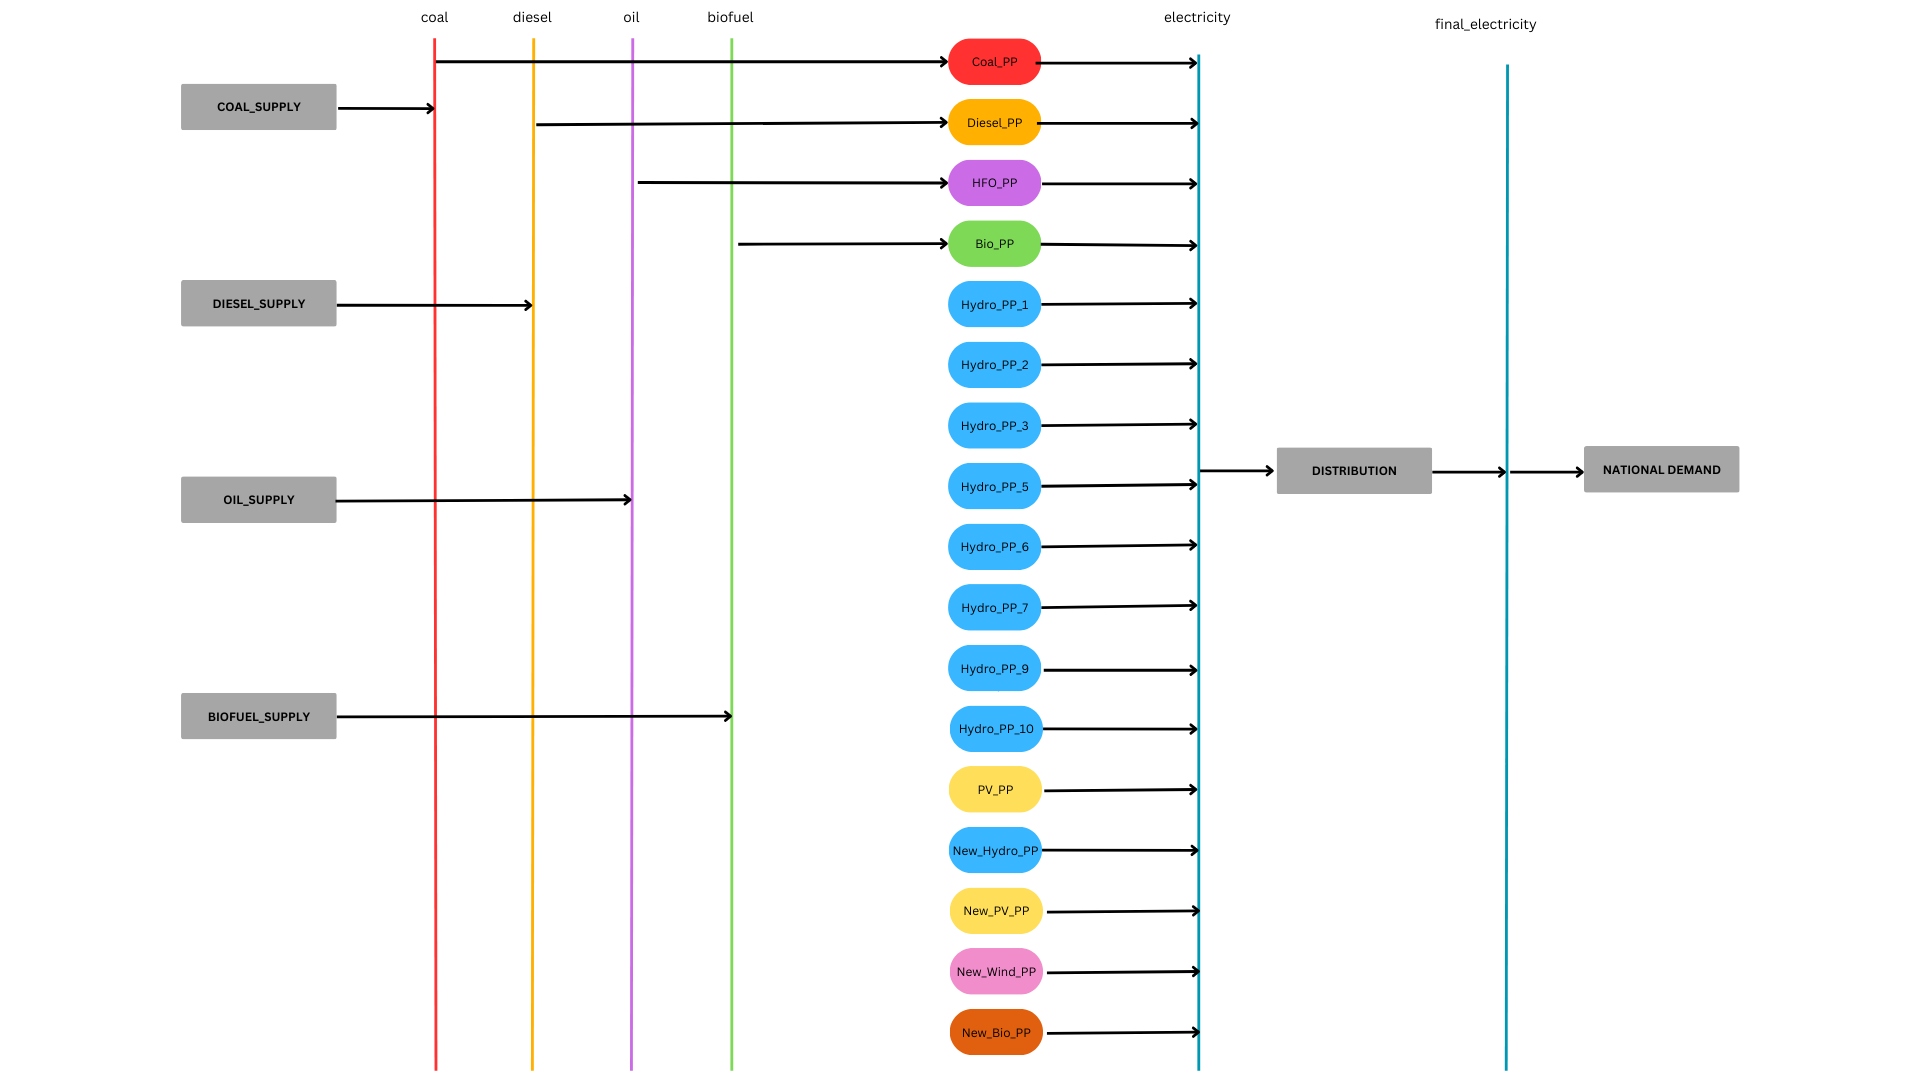 coal
diesel
oil
biofuel
electricity
final_electricity
Coal_PP
COAL_SUPPLY
Diesel_PP
HFO_PP
Bio_PP
DIESEL_SUPPLY
Hydro_PP_1
Hydro_PP_2
Hydro_PP_3
DISTRIBUTION
NATIONAL DEMAND
OIL_SUPPLY
Hydro_PP_5
Hydro_PP_6
Hydro_PP_7
Hydro_PP_9
BIOFUEL_SUPPLY
Hydro_PP_10
PV_PP
New_Hydro_PP
New_PV_PP
New_Wind_PP
New_Bio_PP